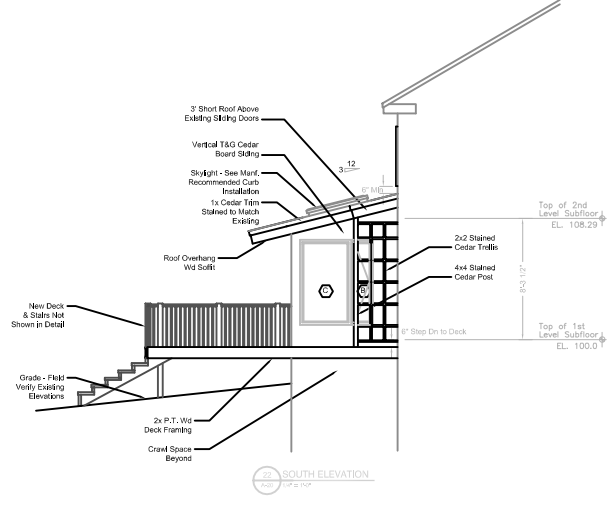 3' Short Roof Above
Existing Sliding Doors
Vertical T&G Cedar
Board Siding
12
3
Skylight - See Manf.
Recommended Curb
Installation
6" Min
1x Cedar Trim
Stained to Match
Existing
Top of 2nd
Level Subfloor
EL. 108.29
2x2 Stained
Cedar Trellis
Roof Overhang
Wd Soffit
4x4 Stained
Cedar Post
8'-3 1/2"
C
B
New Deck
& Stairs Not
Shown in Detail
6" Step Dn to Deck
Top of 1st
Level Subfloor
EL. 100.0
Grade - Field
Verify Existing
Elevations
2x P.T. Wd
Deck Framing
Crawl Space
Beyond
22
SOUTH ELEVATION